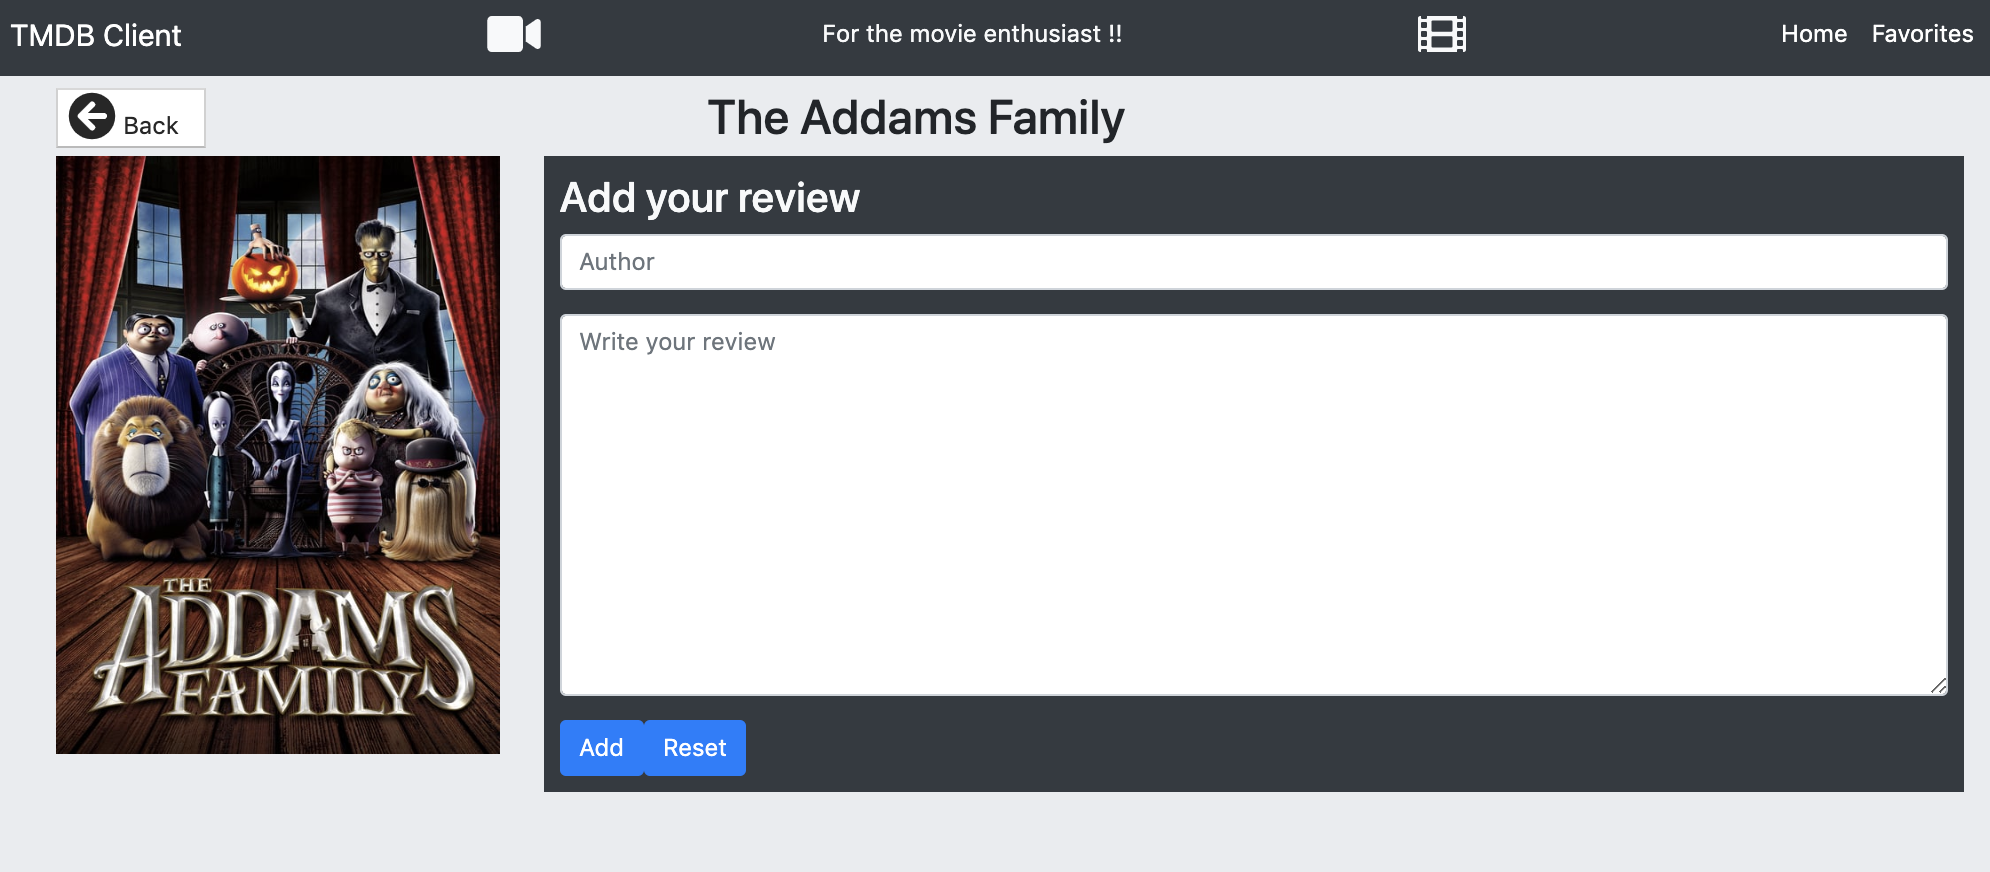 TMDB Client
For the movie enthusiast !!
Home
Favorites
Back
The Addams Family
THE
ADDAMS
FAMILY
Add your review
Author
Write your review
Add
Reset